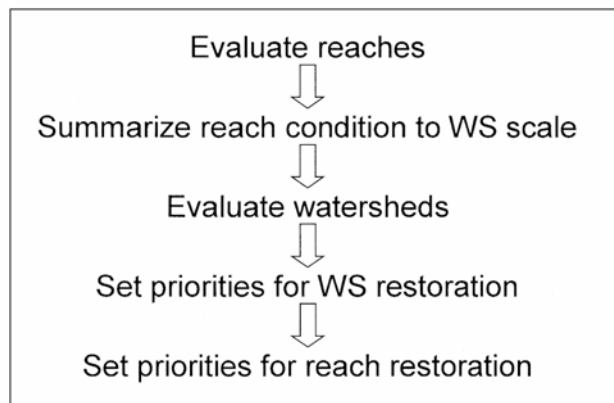 Evaluate reaches
Summarize reach condition to WS scale
Evaluate watersheds
Set priorities for WS restoration
Set priorities for reach restoration